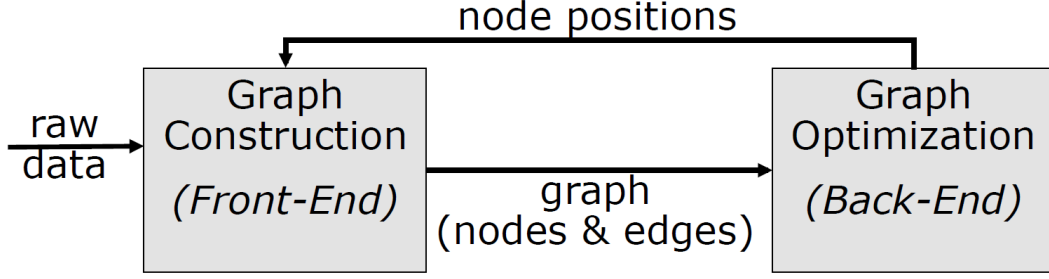 node positions
raw
data
Graph
Construction
(Front-End)
graph
(nodes & edges)
Graph
Optimization
(Back-End)